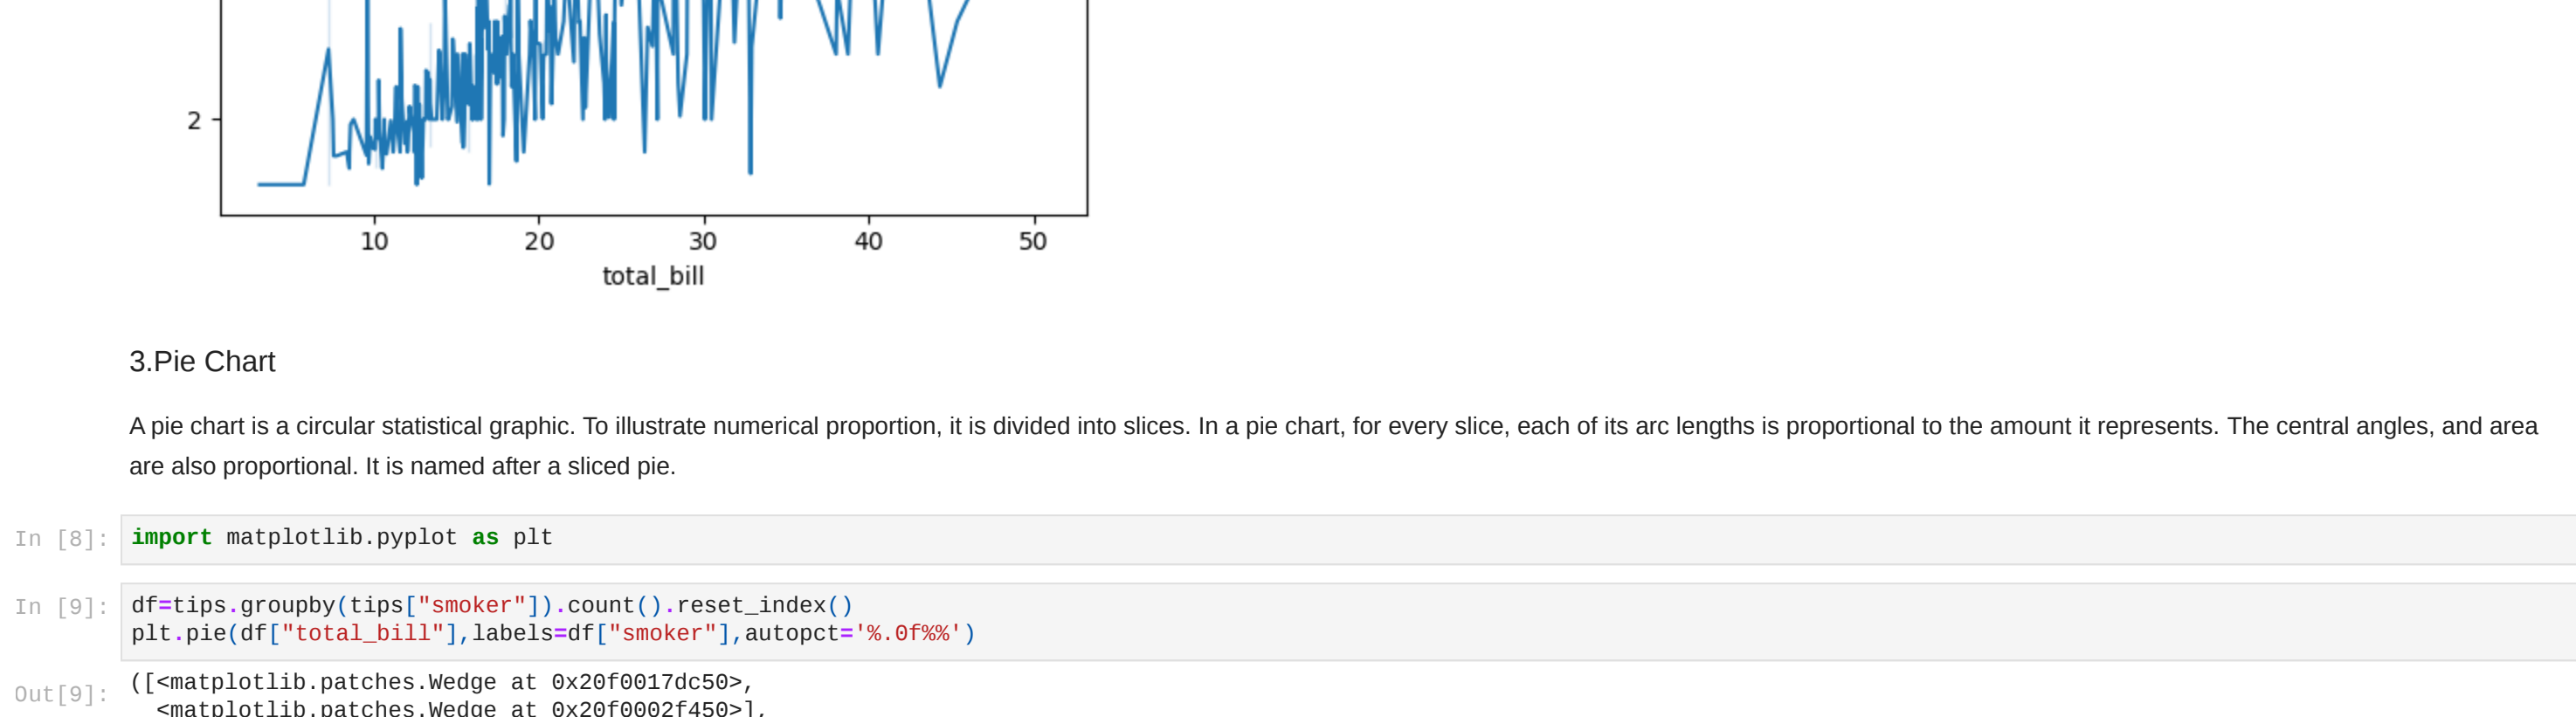 2
10 20 30 40 50
total_bill
3.Pie Chart
A pie chart is a circular statistical graphic. To illustrate numerical proportion, it is divided into slices. In a pie chart, for every slice, each of its arc lengths is proportional to the amount it represents. The central angles, and area
are also proportional. It is named after a sliced pie.
In [8]: import matplotlib.pyplot as plt
In [9]: df=tips.groupby(tips["smoker"]).count().reset_index()
plt.pie(df["total_bill"],labels=df["smoker"],autopct='%.0f%%')
Out[9]: ([<matplotlib.patches.Wedge at 0x20f0017dc50>,
<matplotlib.patches.Wedge at 0x20f0002f450>],